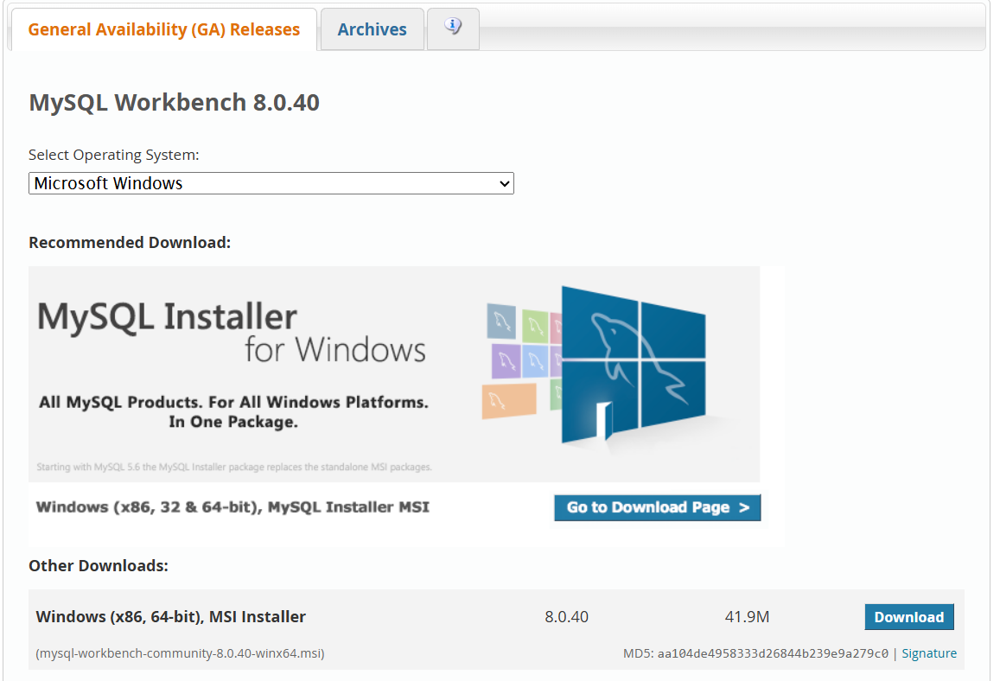 General Availability (GA) Releases
Archives
MySQL Workbench 8.0.40
Select Operating System:
Microsoft Windows
Recommended Download:
MySQL Installer
for Windows
All MySQL Products. For All Windows Platforms.
In One Package.
Starting with MySQL 5.6 the MySQL Installer package replaces the standalone MSI packages.
Windows (x86, 32 & 64-bit), MySQL Installer MSI
Go to Download Page >
Other Downloads:
Windows (x86, 64-bit), MSI Installer 8.0.40 41.9M Download
(mysql-workbench-community-8.0.40-winx64.msi) MD5: aa104de4958333d26844b239e9a279c0 | Signature